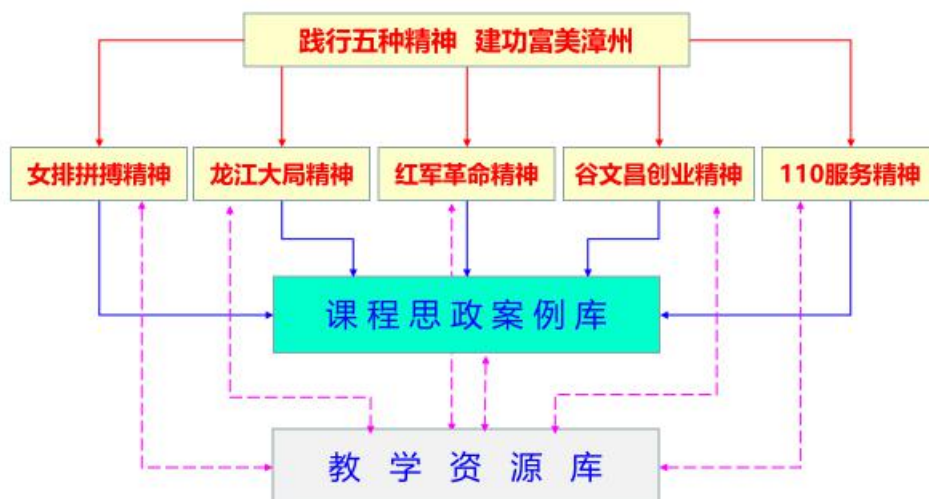 践行五种精神 建功富美漳州
女排拼搏精神
龙江大局精神
红军革命精神
谷文昌创业精神
110服务精神
课程思政案例库
教学资源库